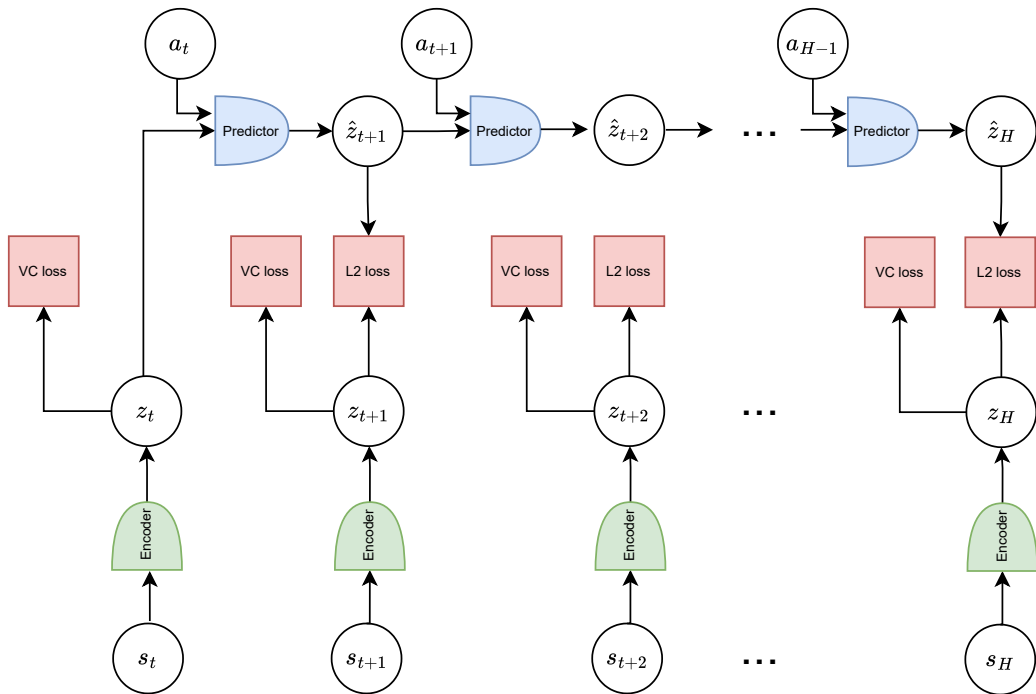 a_t
a_{t+1}
a_{H-1}
Predictor
ẑ_{t+1}
Predictor
ẑ_{t+2}
...
Predictor
ẑ_H
VC loss
VC loss
L2 loss
VC loss
L2 loss
VC loss
L2 loss
z_t
z_{t+1}
z_{t+2}
...
z_H
Encoder
Encoder
Encoder
Encoder
s_t
s_{t+1}
s_{t+2}
...
s_H